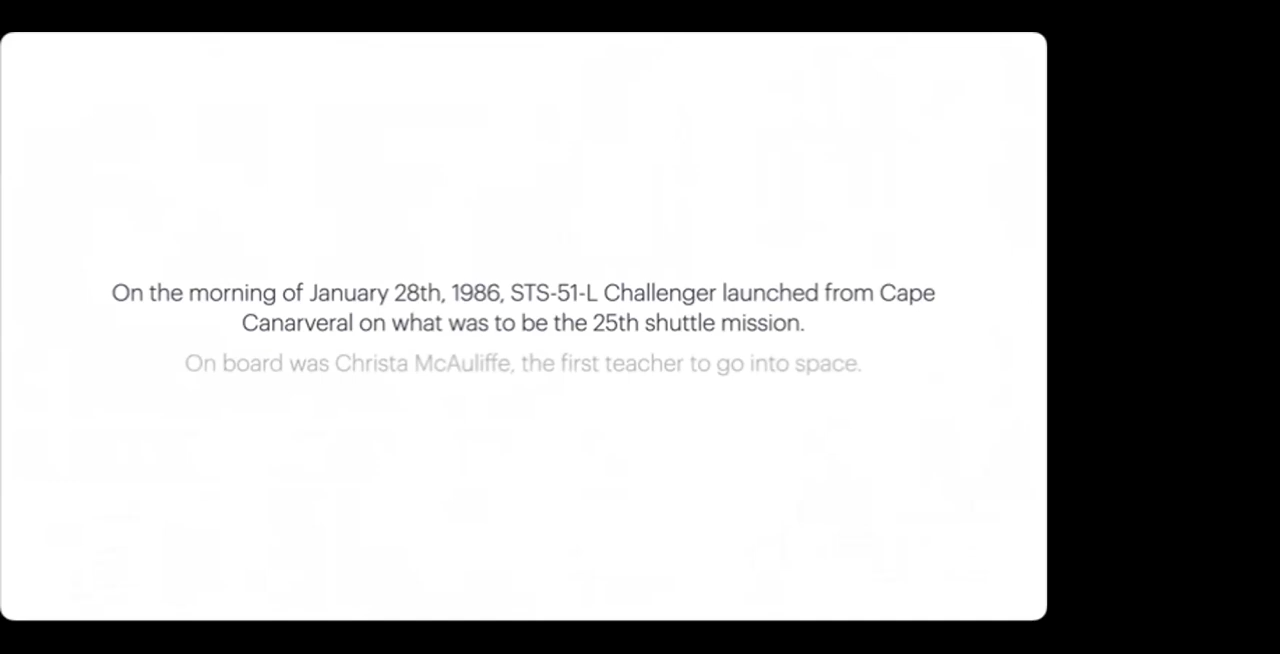 On the morning of January 28th, 1986, STS-51-L Challenger launched from Cape
Canarveral on what was to be the 25th shuttle mission.
On board was Christa McAuliffe, the first teacher to go into space.